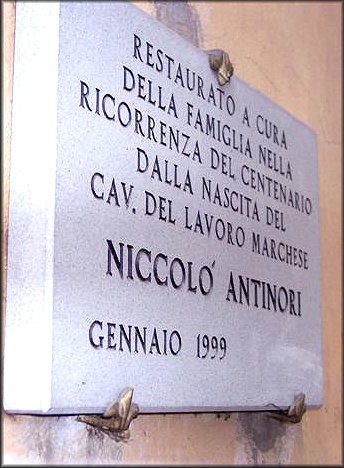 RESTAURATO A CURA
DELLA FAMIGLIA NELLA
RICORRENZA DEL CENTENARIO
DALLA NASCITA DEL
CAV. DEL LAVORO MARCHESE
NICCOLO' ANTINORI
GENNAIO 1999